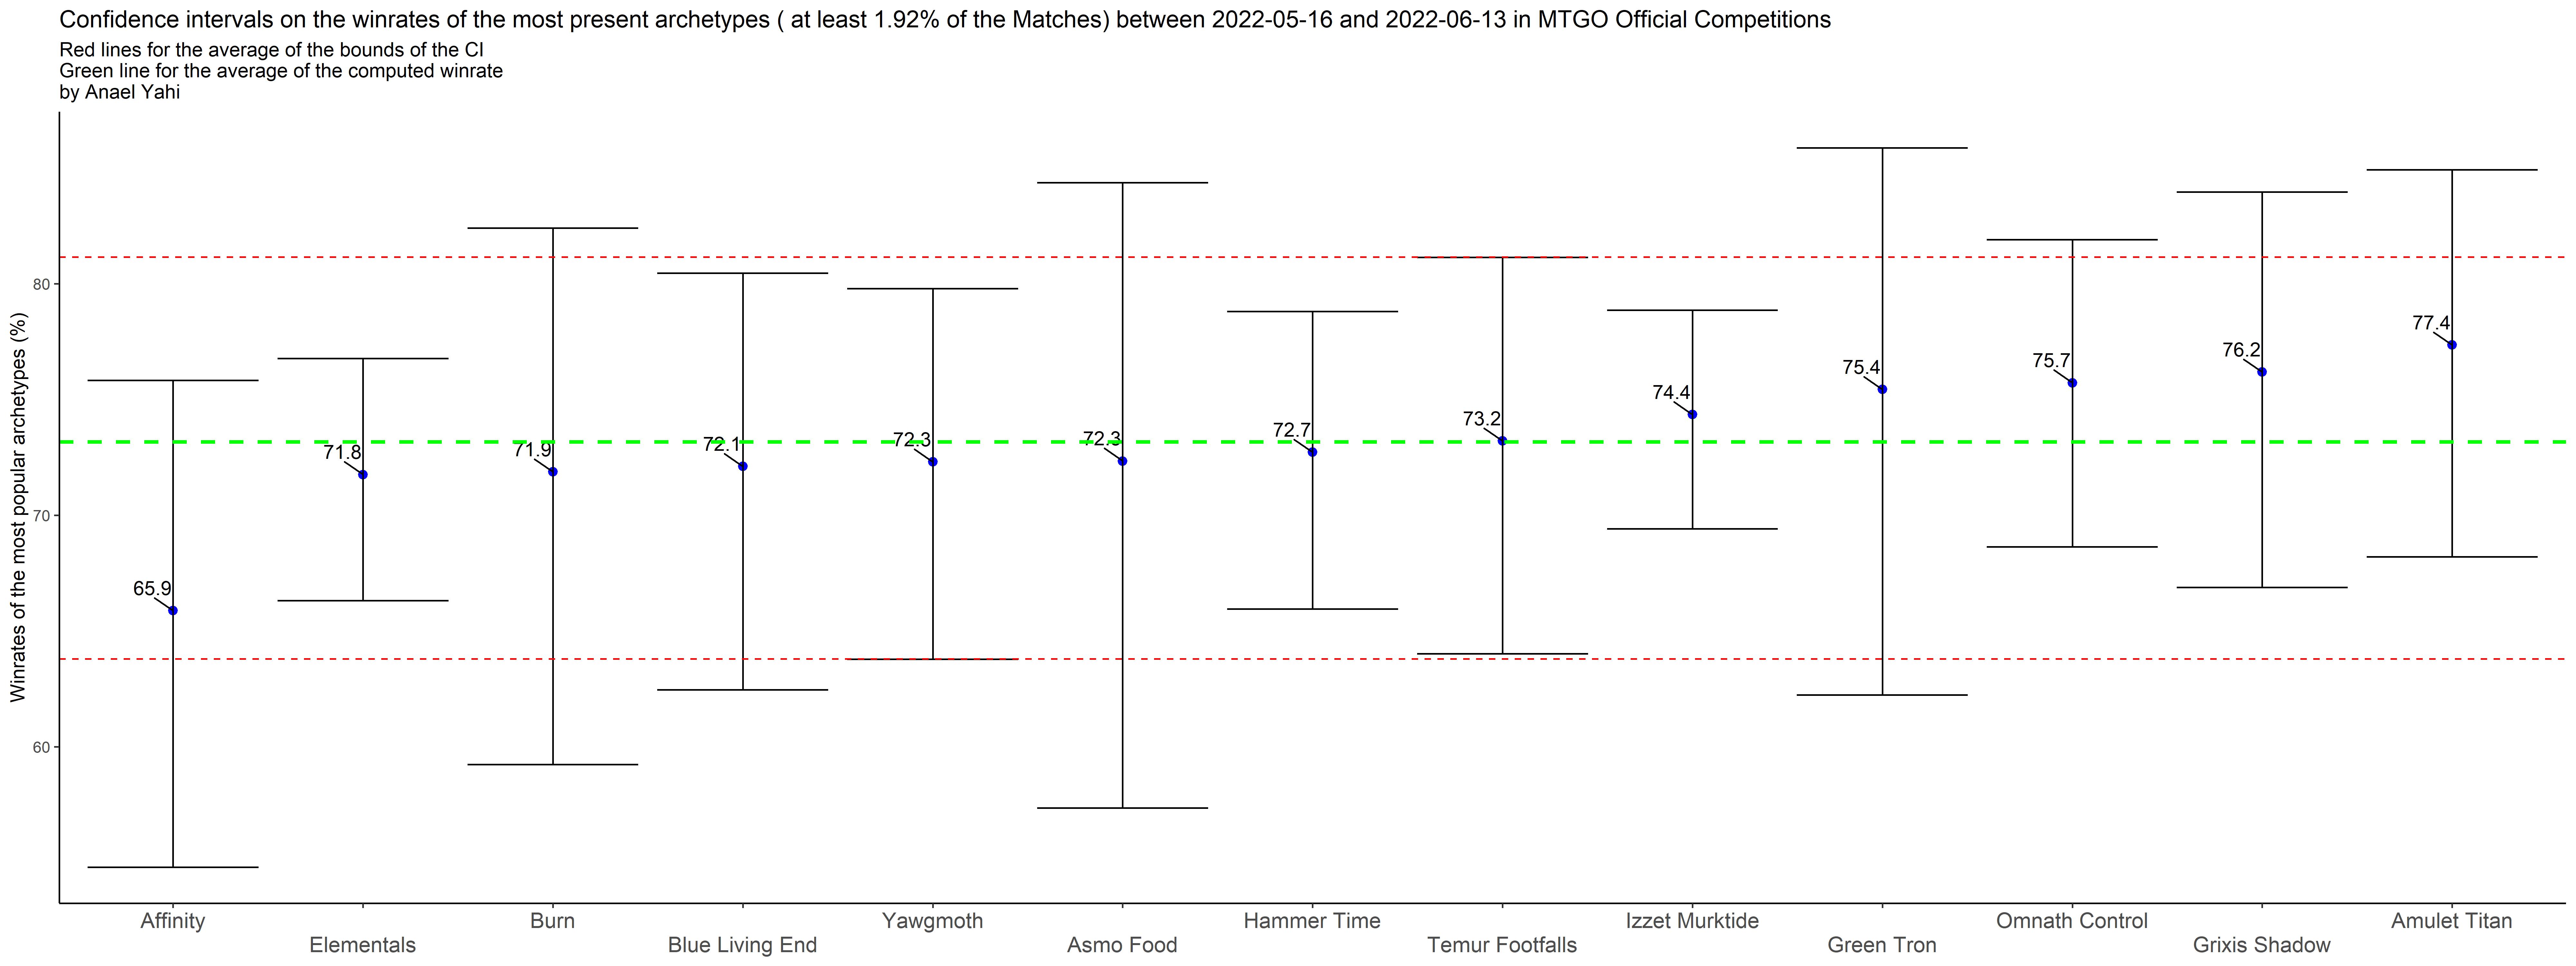 Confidence intervals on the winrates of the most present archetypes ( at least 1.92% of the Matches) between 2022-05-16 and 2022-06-13 in MTGO Official Competitions
Red lines for the average of the bounds of the CI
Green line for the average of the computed winrate
by Anael Yahi
Winrates of the most popular archetypes (%)
80
70
60
65.9
71.8
71.9
72.1
72.3
72.3
72.7
73.2
74.4
75.4
75.7
76.2
77.4
Affinity
Elementals
Burn
Blue Living End
Yawgmoth
Asmo Food
Hammer Time
Temur Footfalls
Izzet Murktide
Green Tron
Omnath Control
Grixis Shadow
Amulet Titan